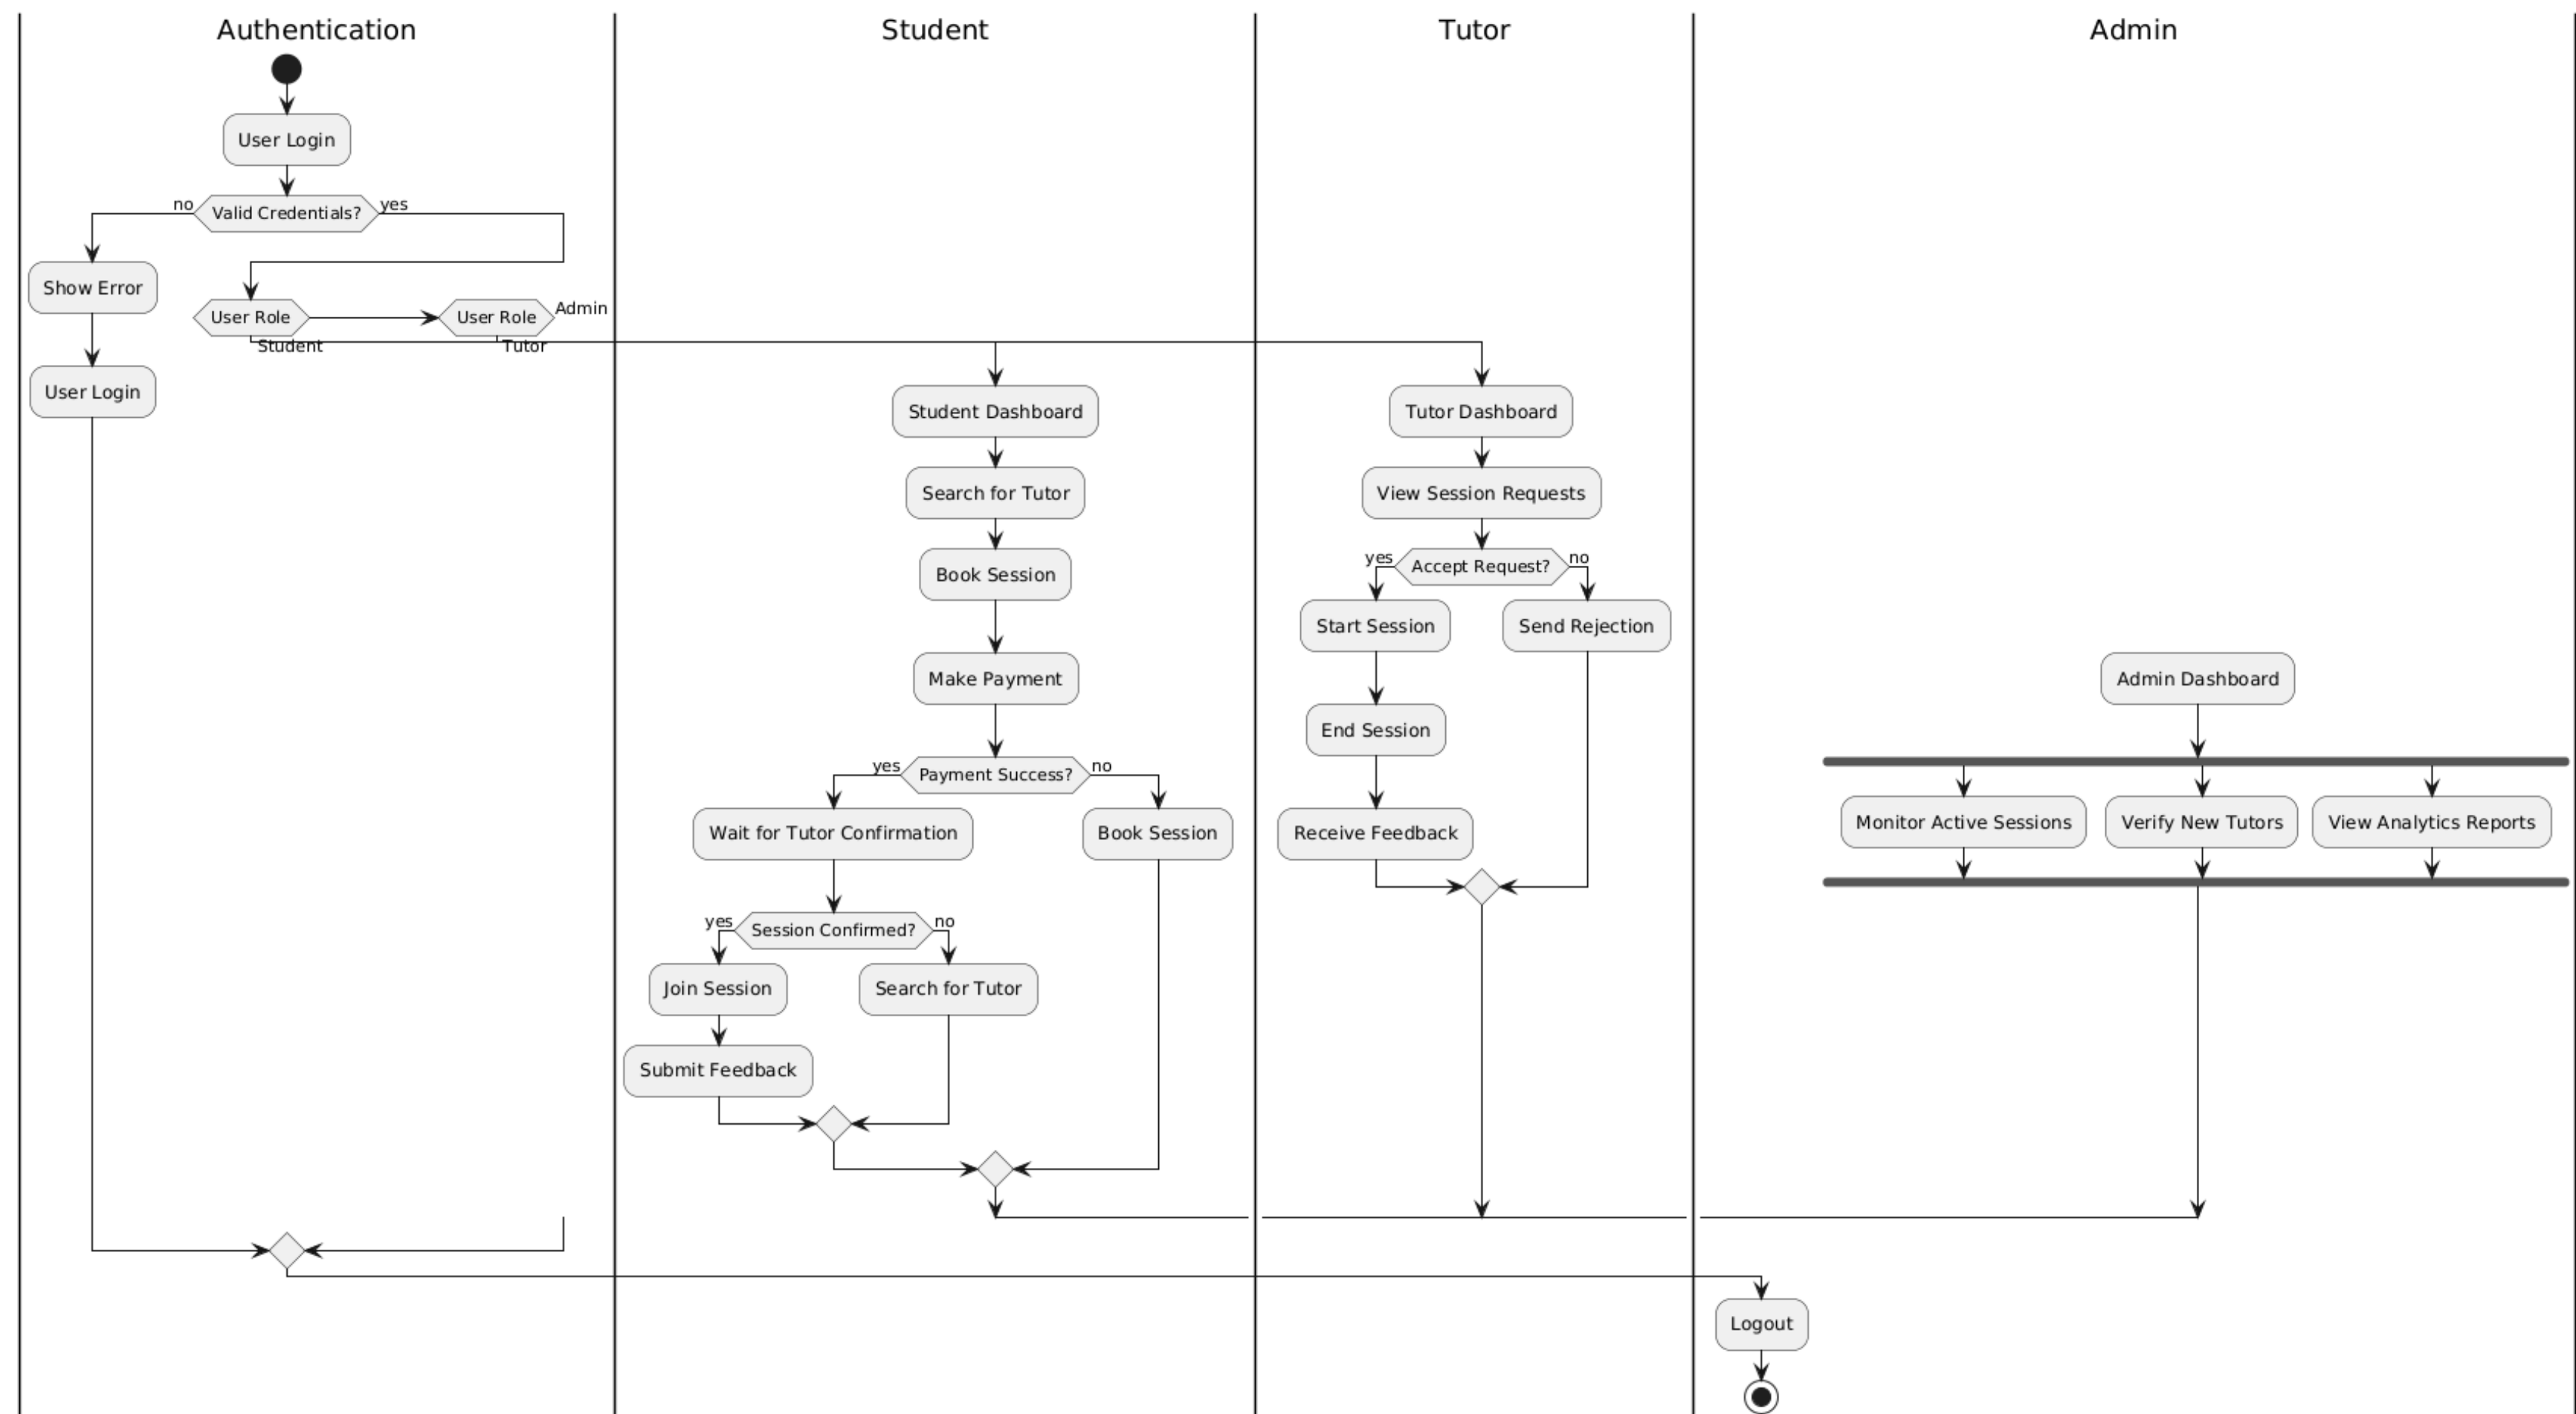 Authentication
Student
Tutor
Admin
User Login
no
Valid Credentials?
yes
Show Error
User Role
User Role
Admin
Student
Tutor
User Login
Student Dashboard
Tutor Dashboard
Search for Tutor
View Session Requests
Book Session
yes
Accept Request?
no
Start Session
Send Rejection
Make Payment
Admin Dashboard
End Session
yes
Payment Success?
no
Wait for Tutor Confirmation
Book Session
Receive Feedback
Monitor Active Sessions
Verify New Tutors
View Analytics Reports
yes
Session Confirmed?
no
Join Session
Search for Tutor
Submit Feedback
Logout